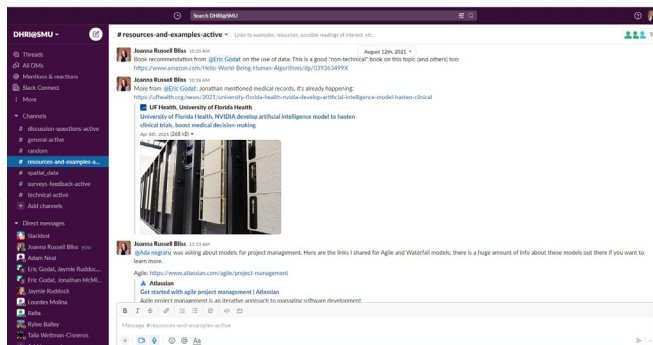 Search DHRI@SMU
DHRI@SMU
# resources-and-examples-active
Links to examples, resources, possible readings of interest, etc.
Threads
All DMs
Mentions & reactions
Slack Connect
More
Channels
# discussion-questions-active
# general-active
# random
# resources-and-examples-a...
# spatial_data
# surveys-feedback-active
# technical-active
+ Add channels
Direct messages
Slackbot
Joanna Russell Bliss you
Adam Neal
Eric Godat, Jaymie Ruddoc...
Eric Godat, Jonathan McMi...
Jaymie Ruddock
Lourdes Molina
Rafia
Rylee Bailey
Talia Weltman-Cisneros
August 12th, 2021
Joanna Russell Bliss 10:30 AM
Book recommendation from @Eric Godat on the use of data: This is a good "non-technical" book on this topic (and others) too:
https://www.amazon.com/Hello-World-Being-Human-Algorithms/dp/039363499X
Joanna Russell Bliss 10:36 AM
More from @Eric Godat: Jonathan mentioned medical records, it's already happening:
https://ufhealth.org/news/2021/university-florida-health-nvidia-develop-artificial-intelligence-model-hasten-clinical
UF Health, University of Florida Health
University of Florida Health, NVIDIA develop artificial intelligence model to hasten
clinical trials, boost medical decision-making
Apr 8th, 2021 (268 kB)
Joanna Russell Bliss 11:53 AM
@Ada negraru was asking about models for project management. Here are the links I shared for Agile and Waterfall models; there is a huge amount of info about these models out there if you want to
learn more.
Agile: https://www.atlassian.com/agile/project-management
Atlassian
Get started with agile project management | Atlassian
Agile project management is an iterative approach to managing software development
Message #resources-and-examples-active